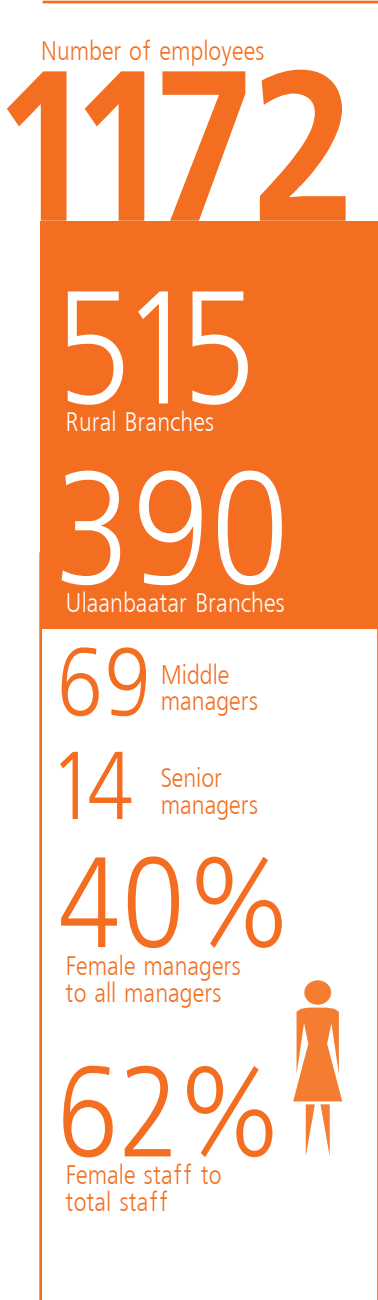 Number of employees
1172
515
Rural Branches
390
Ulaanbaatar Branches
69 Middle
managers
14 Senior
managers
40%
Female managers
to all managers
62%
Female staff to
total staff